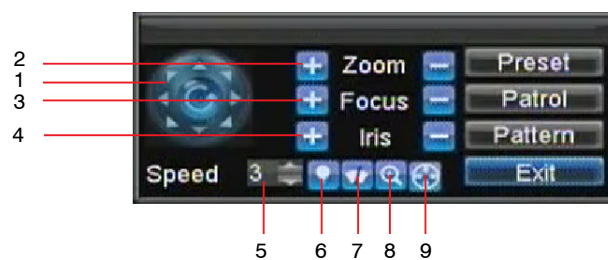 2
1
3
4
Zoom
Preset
Focus
Patrol
Iris
Pattern
Speed
3
Exit
5
6
7
8
9